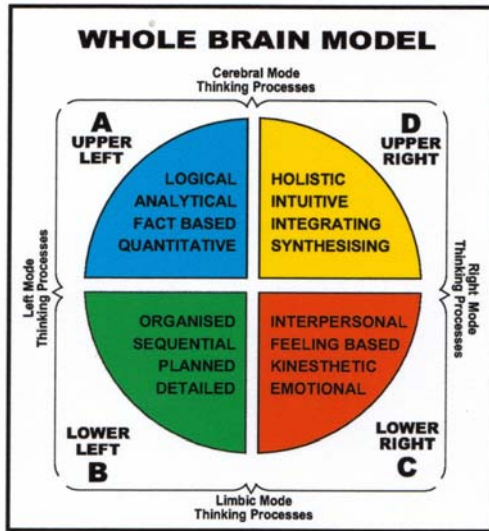 WHOLE BRAIN MODEL
Cerebral Mode
Thinking Processes
A
UPPER
LEFT
D
UPPER
RIGHT
LOGICAL
ANALYTICAL
FACT BASED
QUANTITATIVE
HOLISTIC
INTUITIVE
INTEGRATING
SYNTHESISING
Left Mode
Thinking Processes
Right Mode
Thinking Processes
ORGANISED
SEQUENTIAL
PLANNED
DETAILED
INTERPERSONAL
FEELING BASED
KINESTHETIC
EMOTIONAL
LOWER
LEFT
B
LOWER
RIGHT
C
Limbic Mode
Thinking Processes